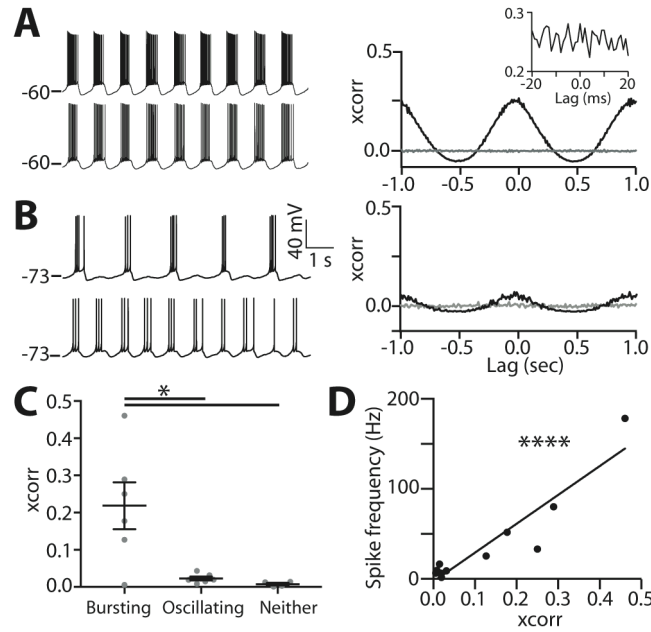 A
-60
-60
xcorr
0.5
0.0
-1.0 -0.5 0.0 0.5 1.0
0.3
0.2
-20 0.0 20
Lag (ms)
B
-73
-73
40 mV
1 s
xcorr
0.5
0.0
-1.0 -0.5 0.0 0.5 1.0
Lag (sec)
C
xcorr
0.5
0.4
0.3
0.2
0.1
0.0
*
Bursting Oscillating Neither
D
Spike frequency (Hz)
200
100
0
****
0.0 0.1 0.2 0.3 0.4 0.5
xcorr